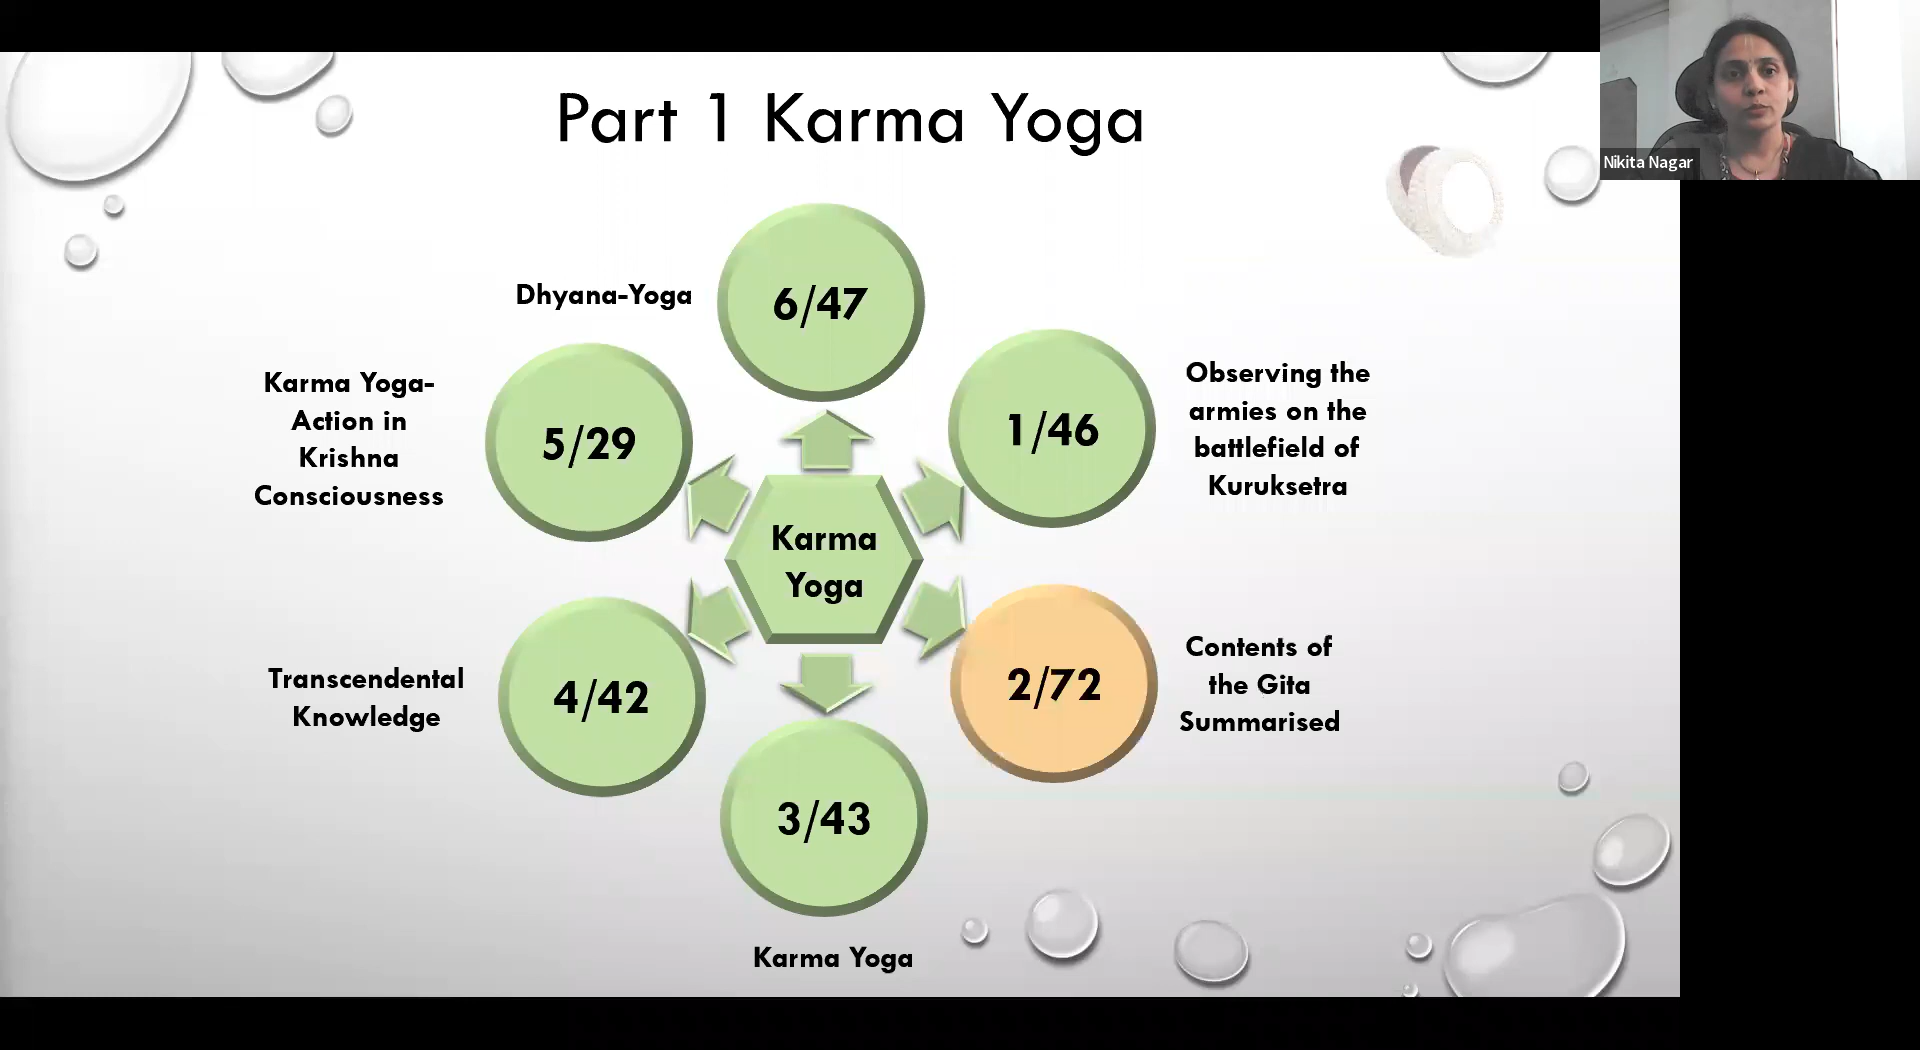 Part 1 Karma Yoga
Nikita Nagar
Dhyana-Yoga
6/47
Karma Yoga-
Action in
Krishna
Consciousness
5/29
1/46
Observing the
armies on the
battlefield of
Kuruksetra
Karma
Yoga
Transcendental
Knowledge
4/42
2/72
Contents of
the Gita
Summarised
3/43
Karma Yoga